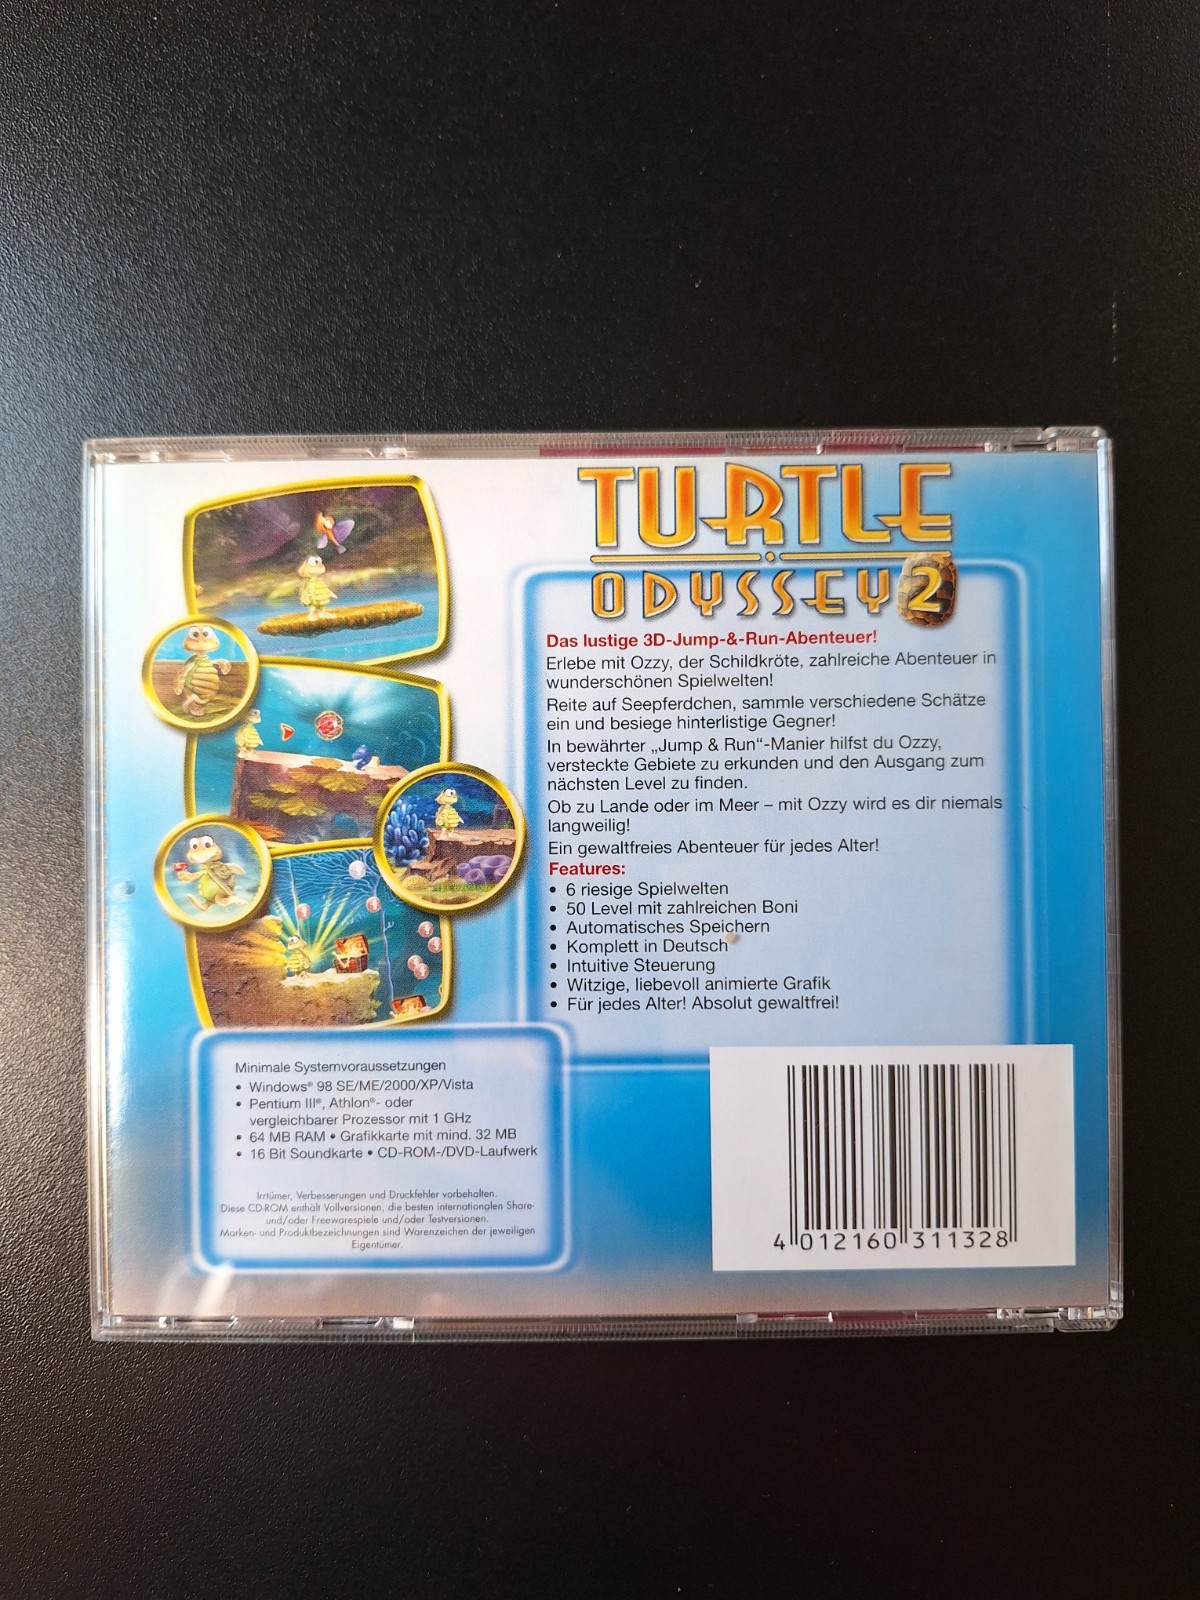 TURTLE
ODYSSEY 2
Das lustige 3D-Jump-&-Run-Abenteuer!
Erlebe mit Ozzy, der Schildkröte, zahlreiche Abenteuer in
wunderschönen Spielwelten!
Reite auf Seepferdchen, sammle verschiedene Schätze
ein und besiege hinterlistige Gegner!
In bewährter „Jump & Run“-Manier hilfst du Ozzy,
versteckte Gebiete zu erkunden und den Ausgang zum
nächsten Level zu finden.
Ob zu Lande oder im Meer – mit Ozzy wird es dir niemals
langweilig!
Ein gewaltfreies Abenteuer für jedes Alter!
Features:
• 6 riesige Spielwelten
• 50 Level mit zahlreichen Boni
• Automatisches Speichern
• Komplett in Deutsch
• Intuitive Steuerung
• Witzige, liebevoll animierte Grafik
• Für jedes Alter! Absolut gewaltfrei!
Minimale Systemvoraussetzungen
• Windows® 98 SE/ME/2000/XP/Vista
• Pentium III®, Athlon®- oder
vergleichbarer Prozessor mit 1 GHz
• 64 MB RAM • Grafikkarte mit mind. 32 MB
• 16 Bit Soundkarte • CD-ROM-/DVD-Laufwerk
Irrtümer, Verbesserungen und Druckfehler vorbehalten.
Diese CD-ROM enthält Vollversionen, die besten internationalen Share-
und/oder Freewarespiele und/oder Testversionen.
Marken- und Produktbezeichnungen sind Warenzeichen der jeweiligen
Eigentümer.
4 012160 311328